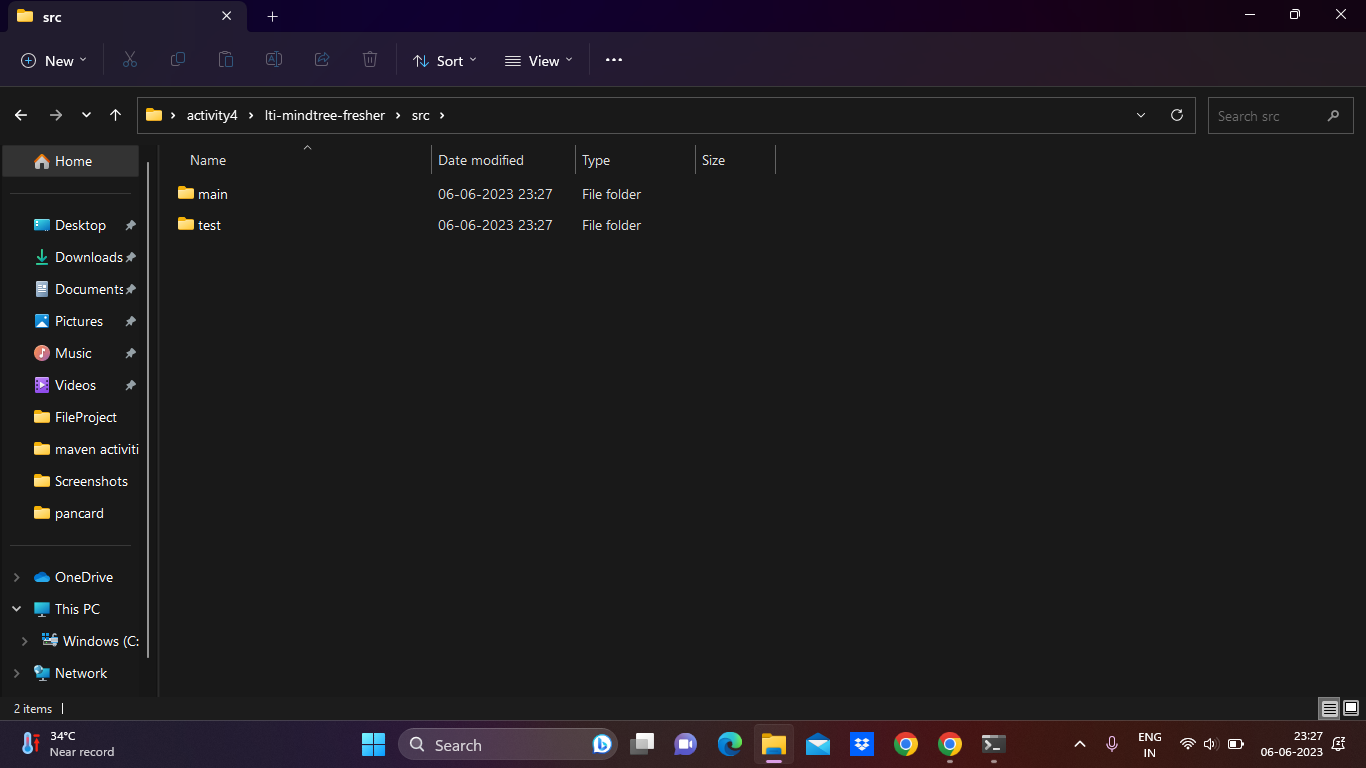 src
New
Sort
View
activity4
lti-mindtree-fresher
src
Search src
Home
Name
Date modified
Type
Size
main
06-06-2023 23:27
File folder
test
06-06-2023 23:27
File folder
Desktop
Downloads
Documents
Pictures
Music
Videos
FileProject
maven activiti
Screenshots
pancard
OneDrive
This PC
Windows (C:
Network
2 items
34°C
Near record
Search
ENG
IN
23:27
06-06-2023